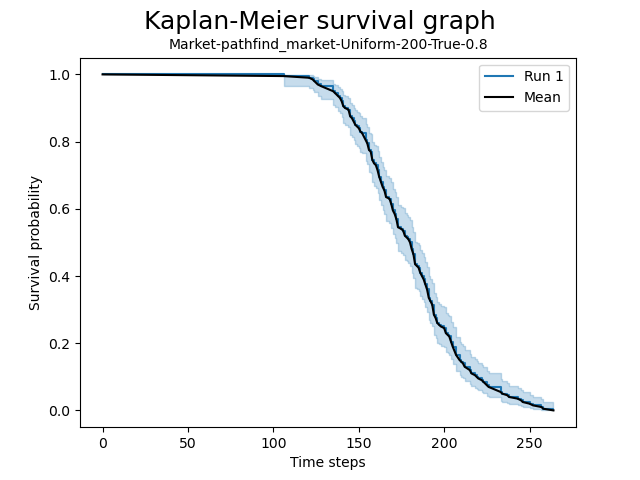 Kaplan-Meier survival graph
Market-pathfind_market-Uniform-200-True-0.8
Run 1
Mean
1.0
0.8
0.6
0.4
0.2
0.0
Survival probability
0 50 100 150 200 250
Time steps